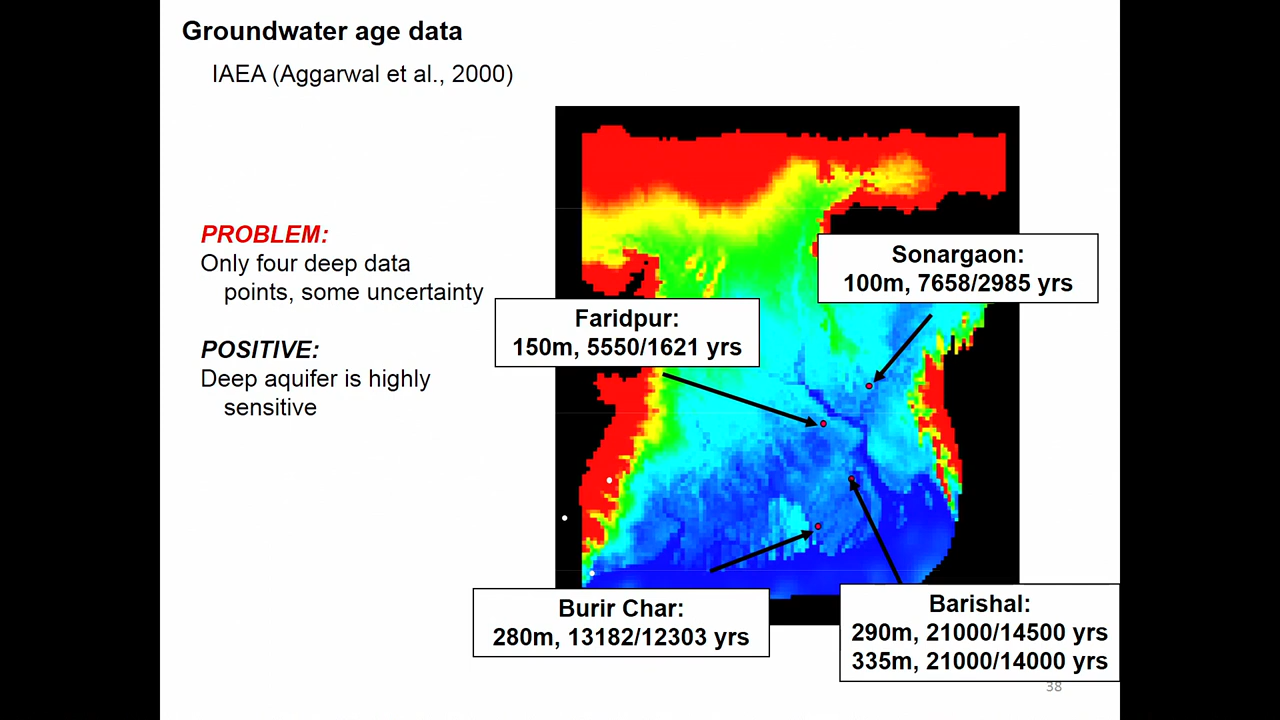 Groundwater age data
IAEA (Aggarwal et al., 2000)
PROBLEM:
Only four deep data
points, some uncertainty
POSITIVE:
Deep aquifer is highly
sensitive
Sonargaon:
100m, 7658/2985 yrs
Faridpur:
150m, 5550/1621 yrs
Burir Char:
280m, 13182/12303 yrs
Barishal:
290m, 21000/14500 yrs
335m, 21000/14000 yrs
38